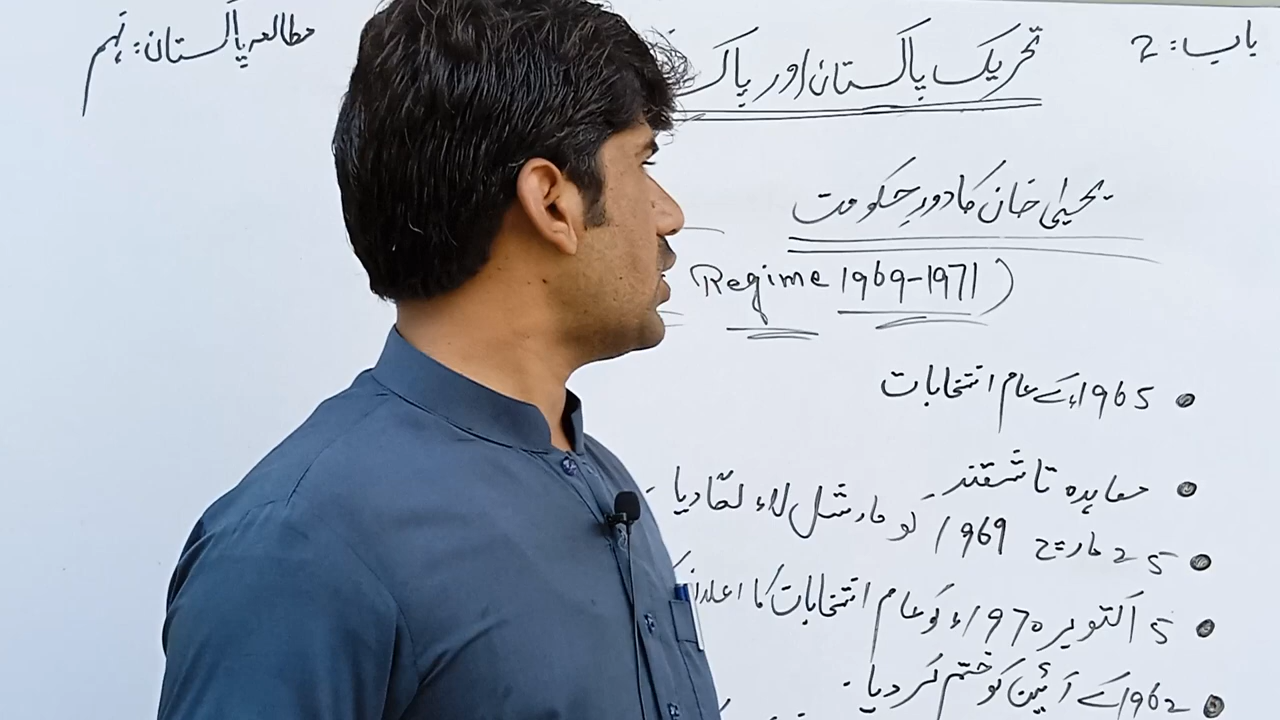 باب: 2
تحریک پاکستان اور پاک
مطالعہ پاکستان: نہم
یحییٰ خان کا دورِ حکومت
Regime 1969-1971)
1965ء کے عام انتخابات
معاہدہ تاشقند
25 مارچ 1969 کو مارشل لاء لگا دیا
5 اکتوبر 1970ء کو عام انتخابات کا اعلان
1962 کے آئین کو ختم کر دیا۔